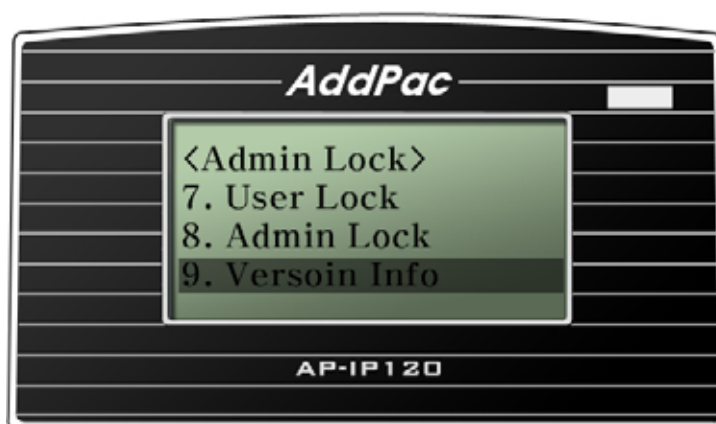 AddPac
<Admin Lock>
7. User Lock
8. Admin Lock
9. Versoin Info
AP-IP120